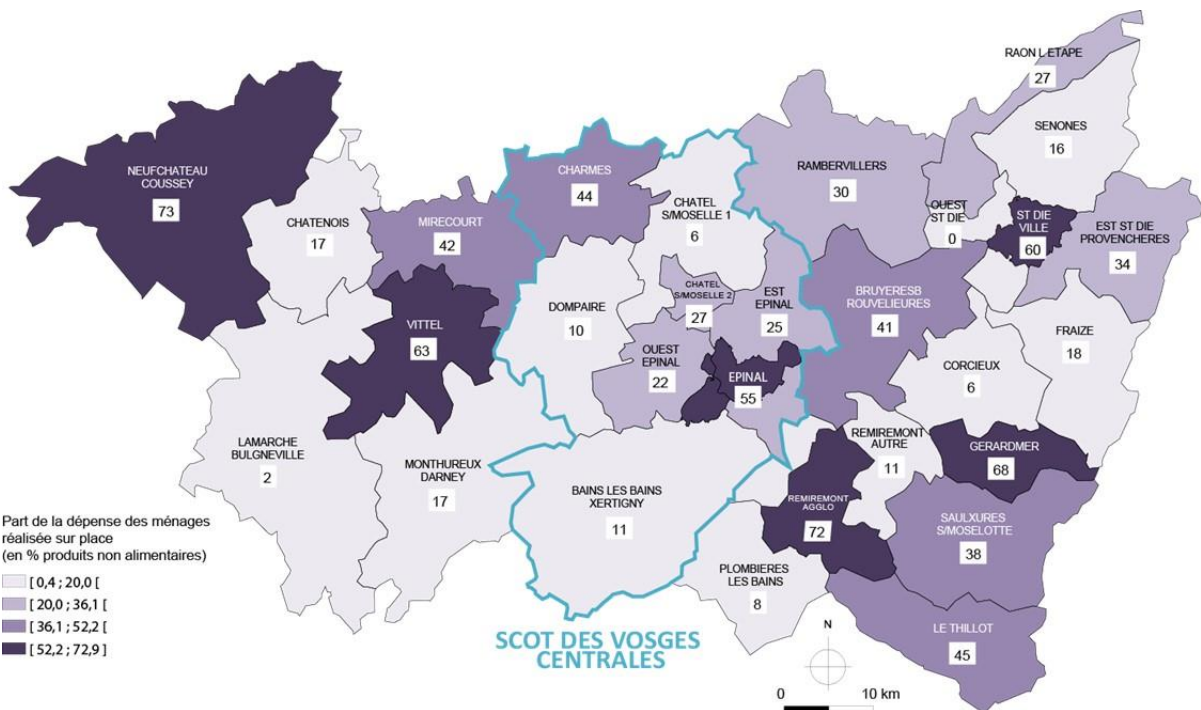 RAON L ETAPE
27
SENONES
16
NEUFCHATEAU
COUSSEY
73
CHARMES
44
RAMBERVILLERS
30
CHATENOIS
17
MIRECOURT
42
CHATEL
S/MOSELLE 1
6
OUEST
ST DIE
0
ST DIE
VILLE
60
EST ST DIE
PROVENCHERES
34
DOMPAIRE
10
CHATEL
S/MOSELLE 2
27
EST
EPINAL
25
BRUYERESB
ROUVELIEURES
41
VITTEL
63
FRAIZE
18
OUEST
EPINAL
22
EPINAL
55
CORCIEUX
6
LAMARCHE
BULGNEVILLE
2
MONTHUREUX
DARNEY
17
REMIREMONT
AUTRE
11
GERARDMER
68
BAINS LES BAINS
XERTIGNY
11
REMIREMONT
AGGLO
72
SAULXURES
S/MOSELOTTE
38
PLOMBIERES
LES BAINS
8
LE THILLOT
45
SCOT DES VOSGES
CENTRALES
Part de la dépense des ménages
réalisée sur place
(en % produits non alimentaires)
[ 0,4 ; 20,0 [
[ 20,0 ; 36,1 [
[ 36,1 ; 52,2 [
[ 52,2 ; 72,9 ]
N
0 10 km